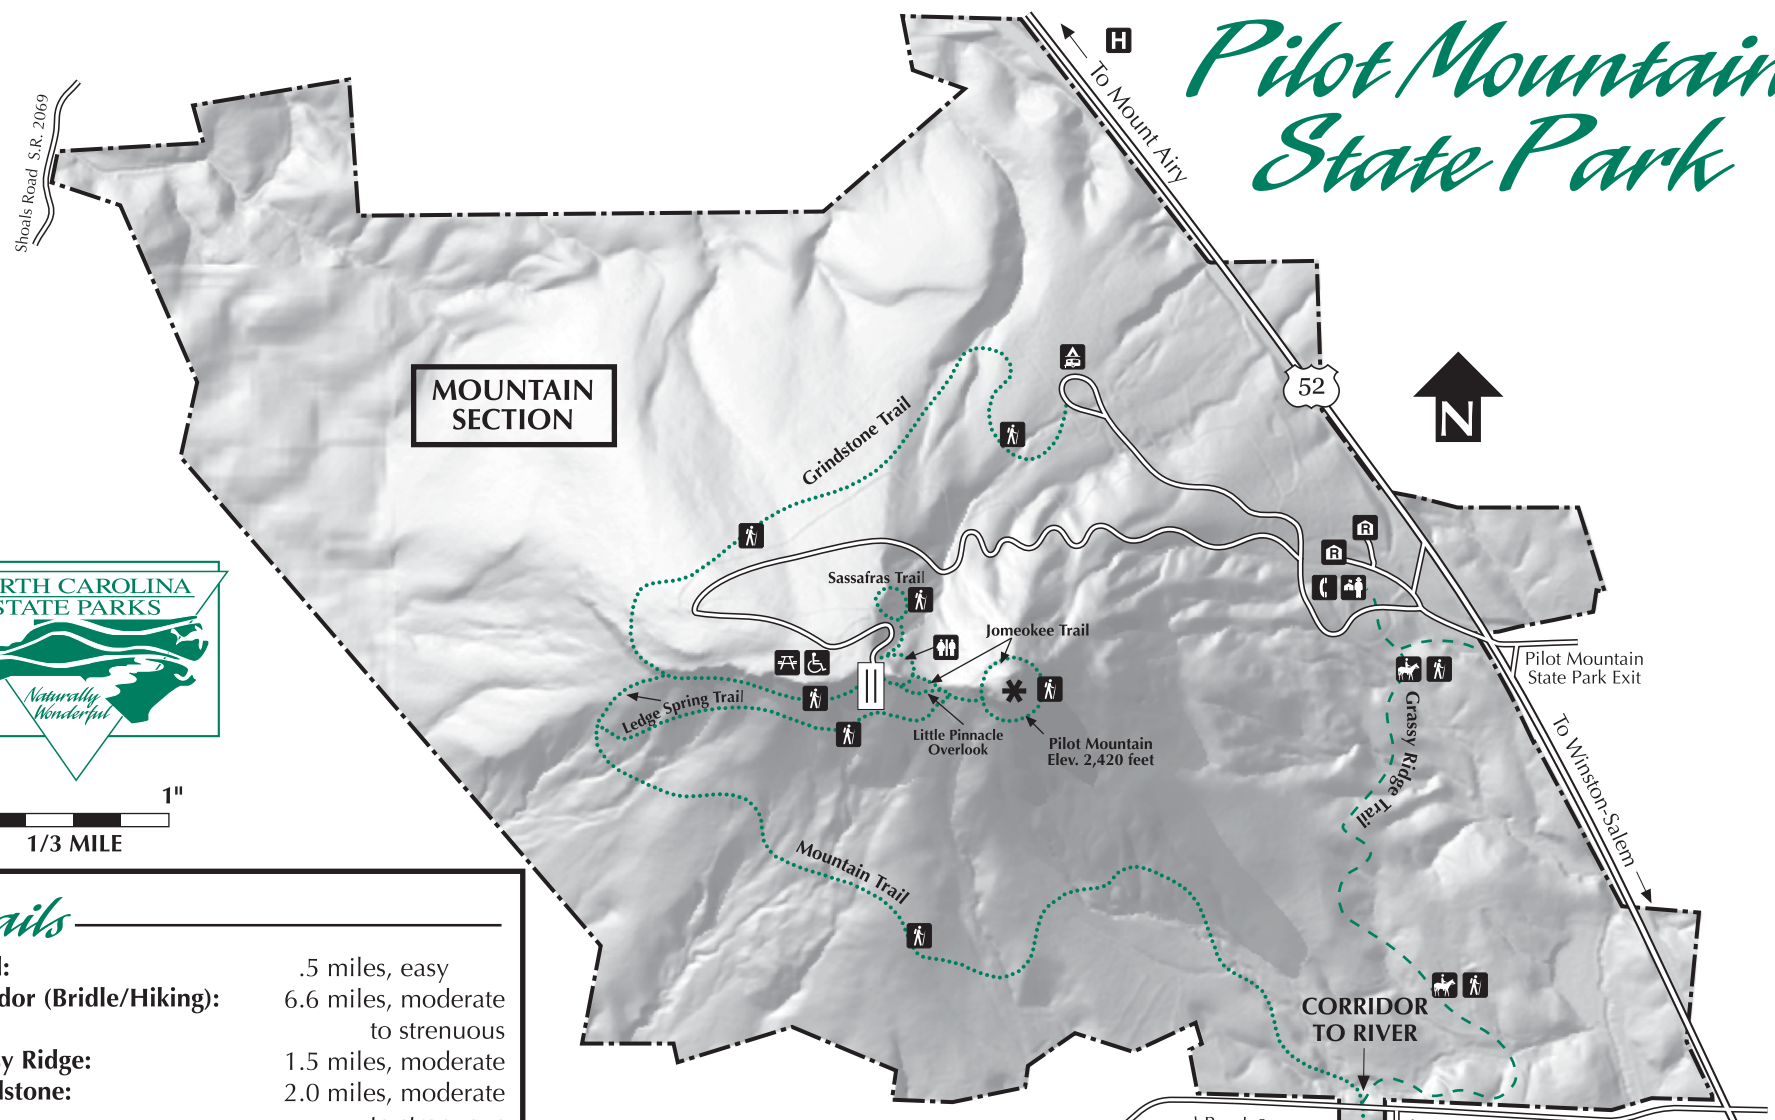 Pilot Mountain
State Park
H
To Mount Airy
Shoals Road S.R. 2069
MOUNTAIN
SECTION
52
N
Grindstone Trail
R
R
Sassafras Trail
Jomeokee Trail
Ledge Spring Trail
Little Pinnacle
Overlook
Pilot Mountain
Elev. 2,420 feet
Pilot Mountain
State Park Exit
Grassy Ridge Trail
To Winston-Salem
Mountain Trail
CORRIDOR
TO RIVER
RTH CAROLINA
STATE PARKS
Naturally
Wonderful
1"
1/3 MILE
ails
l:
.5 miles, easy
dor (Bridle/Hiking):
6.6 miles, moderate
to strenuous
y Ridge:
1.5 miles, moderate
dstone:
2.0 miles, moderate